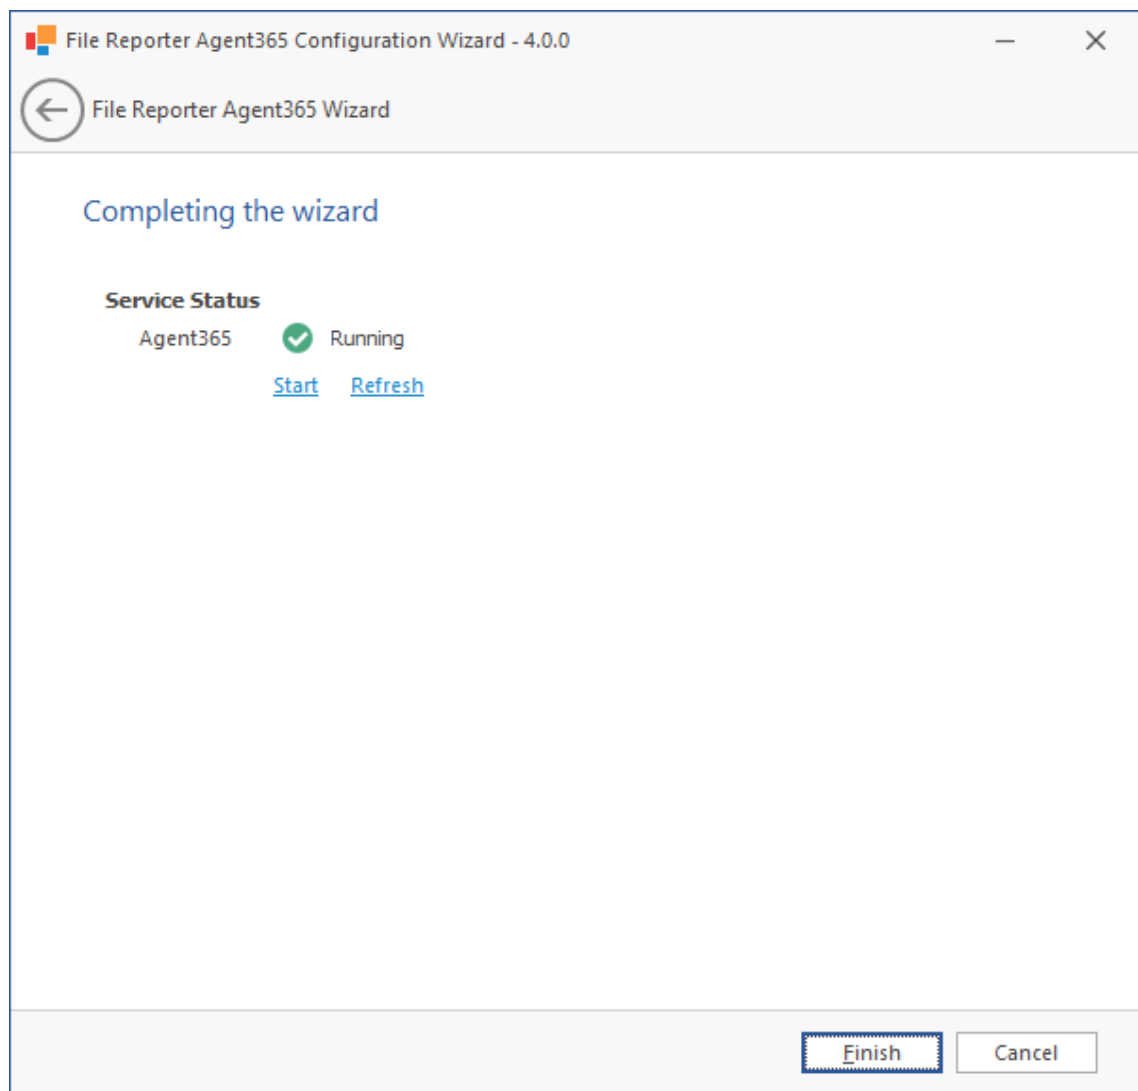 File Reporter Agent365 Configuration Wizard - 4.0.0
File Reporter Agent365 Wizard
Completing the wizard
Service Status
Agent365 Running
Start Refresh
Finish Cancel